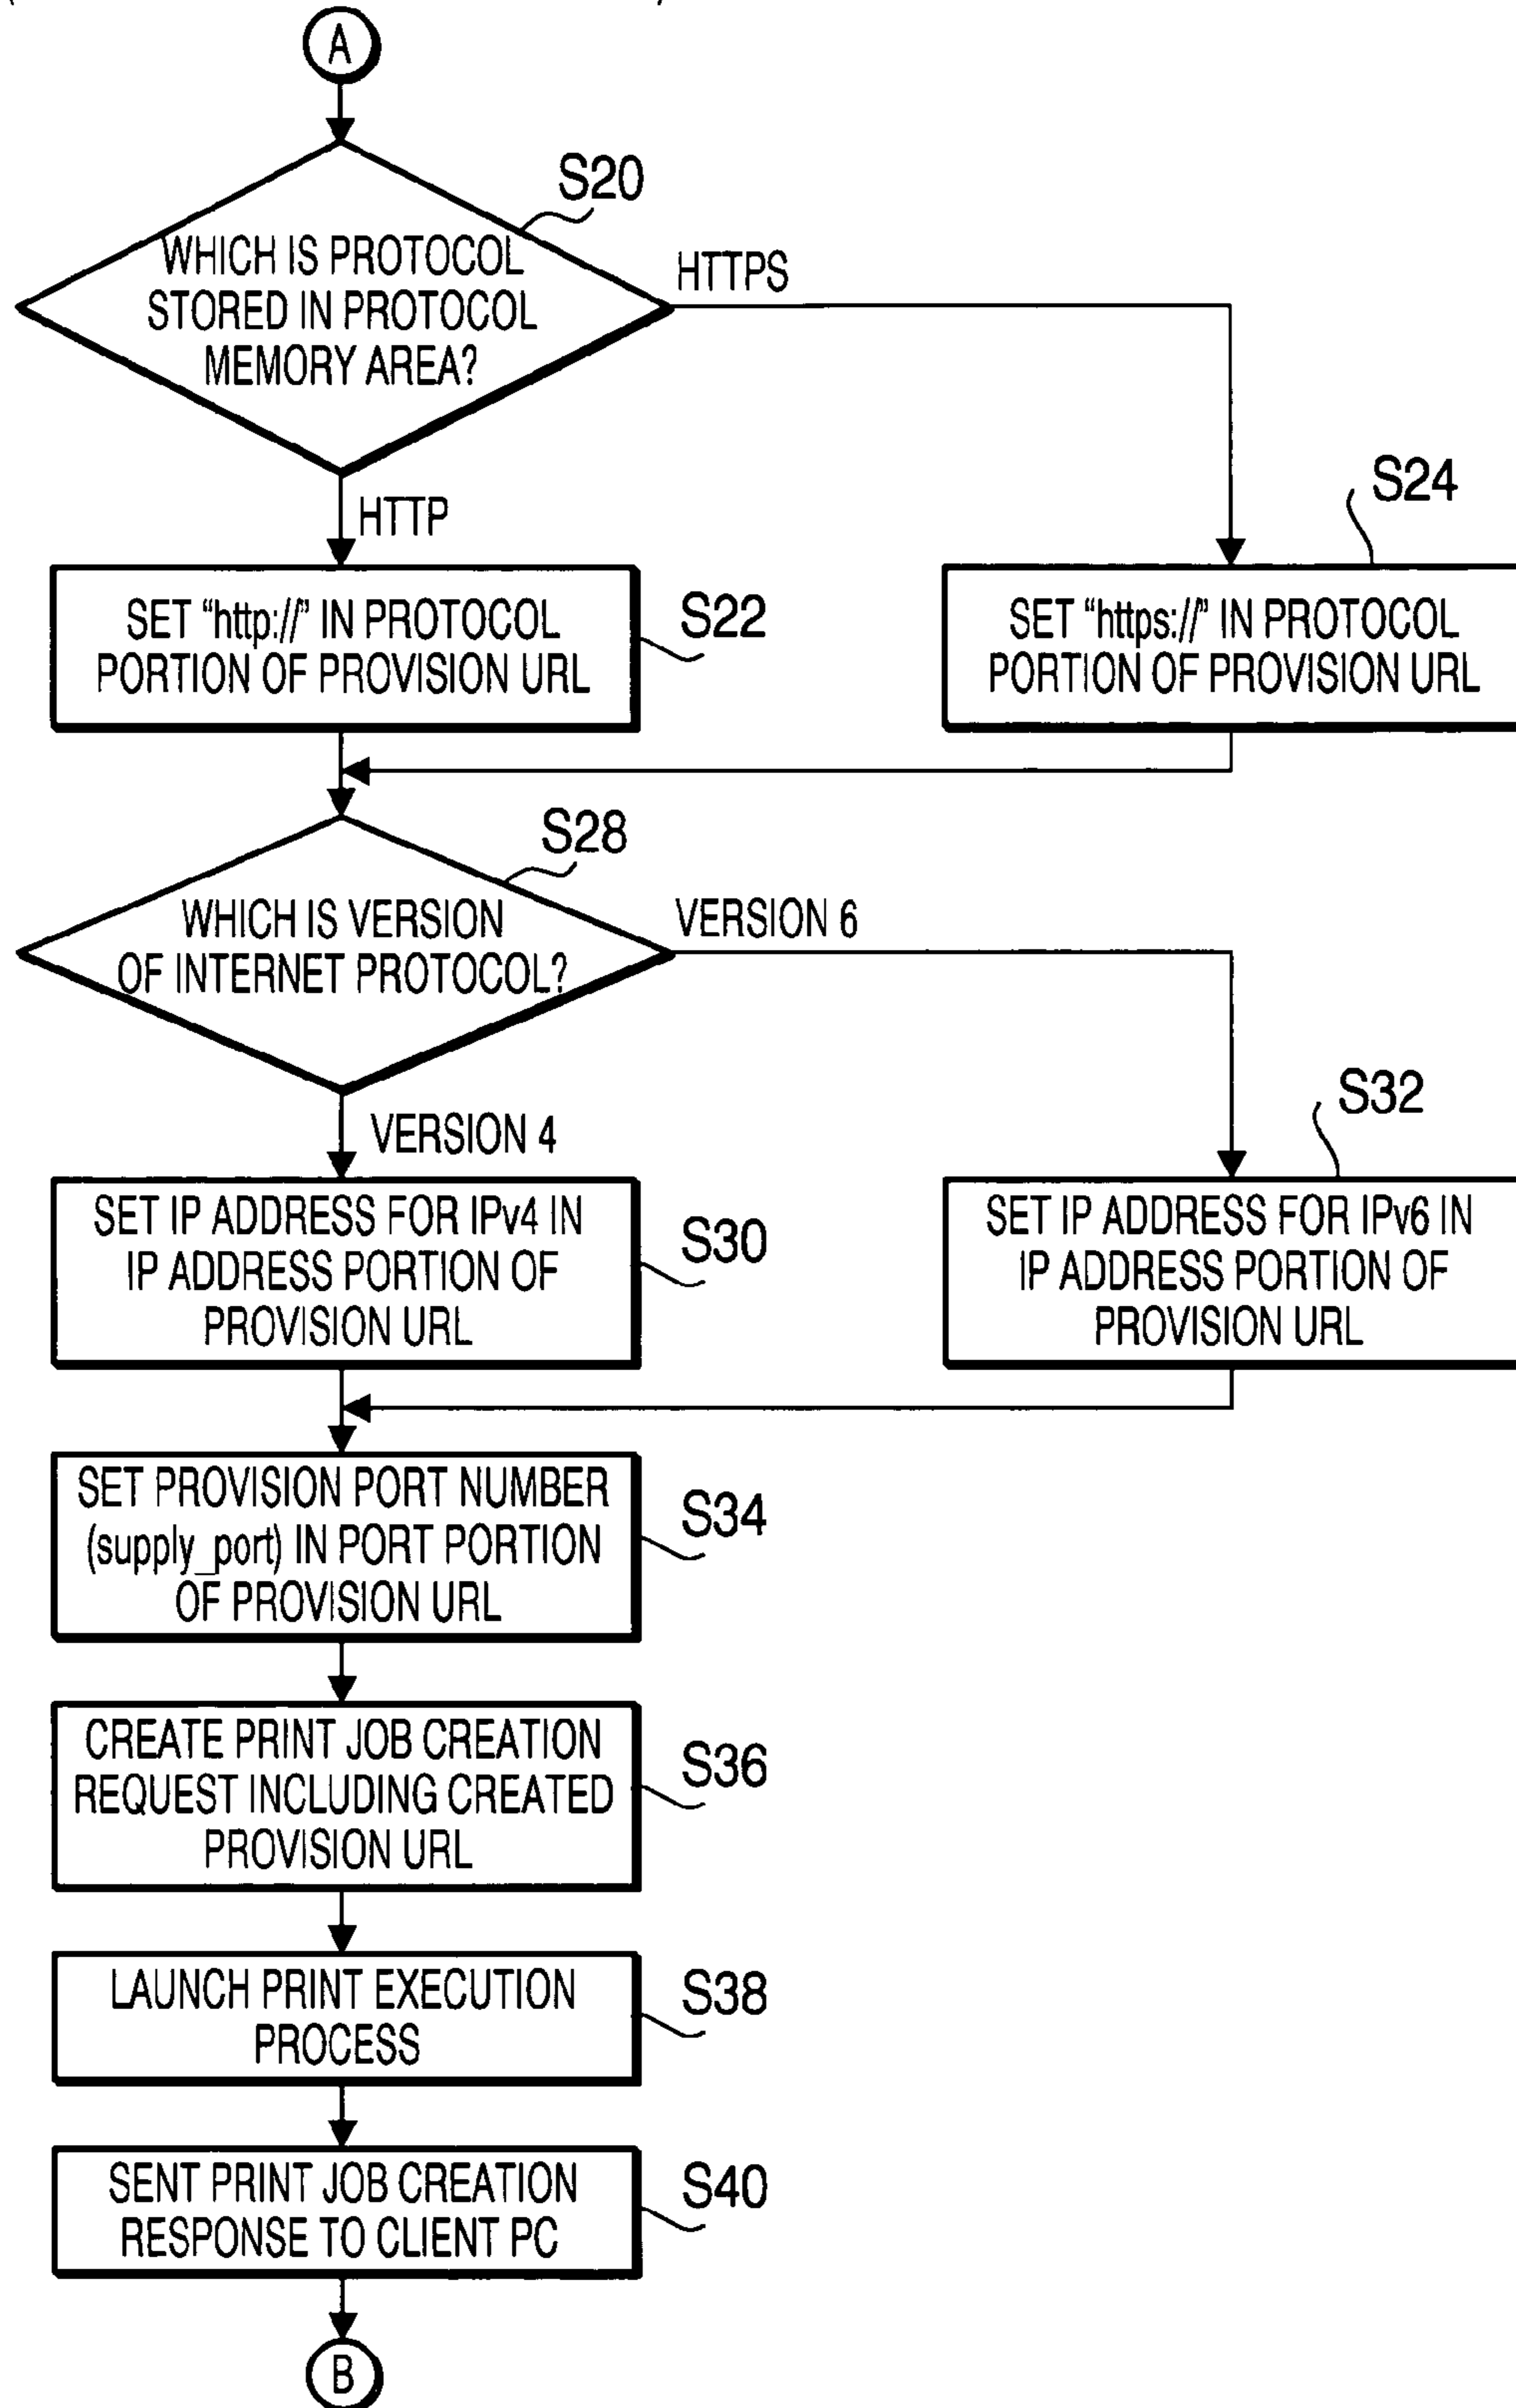 A
S20
WHICH IS PROTOCOL
STORED IN PROTOCOL
MEMORY AREA?
HTTPS
HTTP
S24
SET “http://” IN PROTOCOL
PORTION OF PROVISION URL
S22
SET “https://” IN PROTOCOL
PORTION OF PROVISION URL
S28
WHICH IS VERSION
OF INTERNET PROTOCOL?
VERSION 6
VERSION 4
S32
SET IP ADDRESS FOR IPv4 IN
IP ADDRESS PORTION OF
PROVISION URL
S30
SET IP ADDRESS FOR IPv6 IN
IP ADDRESS PORTION OF
PROVISION URL
SET PROVISION PORT NUMBER
(supply_port) IN PORT PORTION
OF PROVISION URL
S34
CREATE PRINT JOB CREATION
REQUEST INCLUDING CREATED
PROVISION URL
S36
LAUNCH PRINT EXECUTION
PROCESS
S38
SENT PRINT JOB CREATION
RESPONSE TO CLIENT PC
S40
B